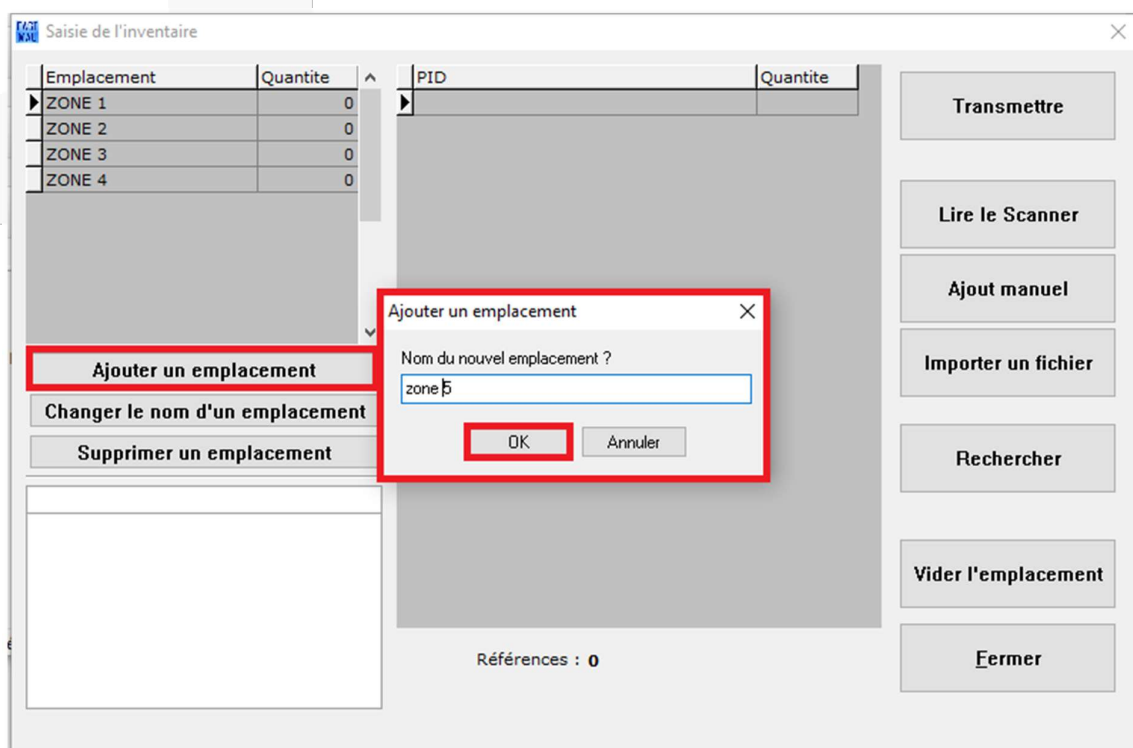 Saisie de l'inventaire
Emplacement Quantite
ZONE 1 0
ZONE 2 0
ZONE 3 0
ZONE 4 0
PID Quantite
Transmettre
Lire le Scanner
Ajout manuel
Importer un fichier
Rechercher
Vider l'emplacement
Fermer
Ajouter un emplacement
Changer le nom d'un emplacement
Supprimer un emplacement
Ajouter un emplacement
Nom du nouvel emplacement ?
zone 5
OK Annuler
Références : 0